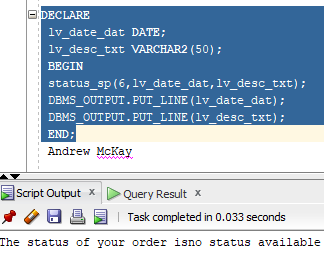 DECLARE
lv_date_dat DATE;
lv_desc_txt VARCHAR2(50);
BEGIN
status_sp(6,lv_date_dat,lv_desc_txt);
DBMS_OUTPUT.PUT_LINE(lv_date_dat);
DBMS_OUTPUT.PUT_LINE(lv_desc_txt);
END;
Andrew McKay
Script Output x Query Result x
Task completed in 0.033 seconds
The status of your order isno status available